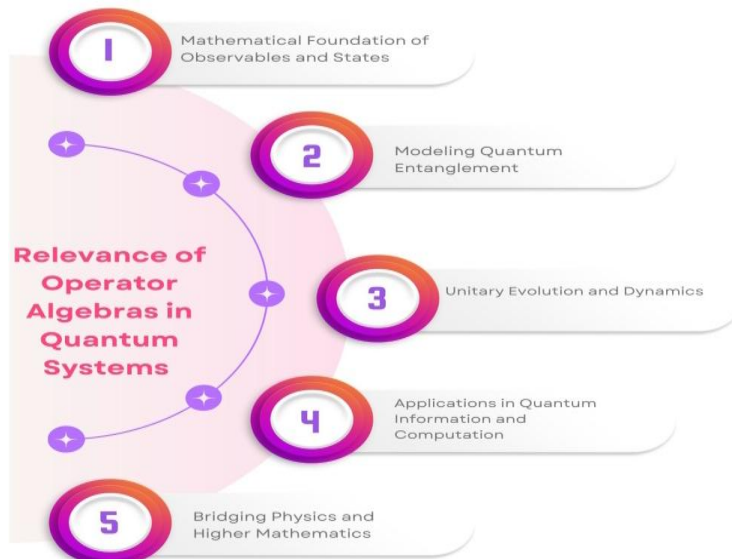 1
Mathematical Foundation of
Observables and States
2
Modeling Quantum
Entanglement
Relevance of
Operator
Algebras in
Quantum
Systems
3
Unitary Evolution and Dynamics
4
Applications in Quantum
Information and
Computation
5
Bridging Physics and
Higher Mathematics